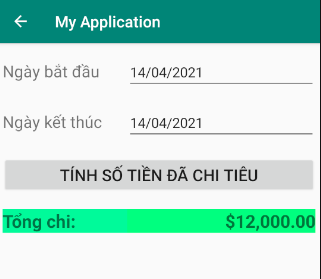 My Application
Ngày bắt đầu 14/04/2021
Ngày kết thúc 14/04/2021
TÍNH SỐ TIỀN ĐÃ CHI TIÊU
Tổng chi: $12,000.00